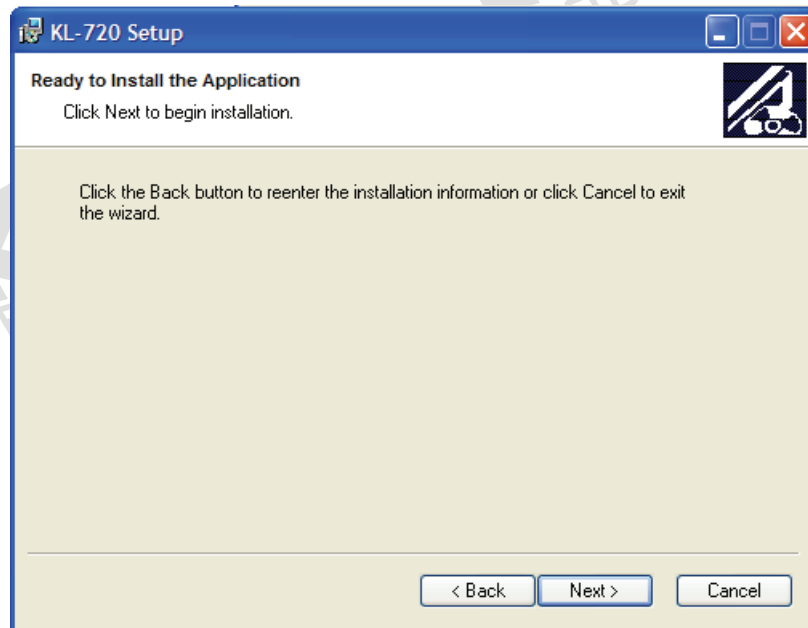 KL-720 Setup
Ready to Install the Application
Click Next to begin installation.
Click the Back button to reenter the installation information or click Cancel to exit
the wizard.
< Back
Next >
Cancel